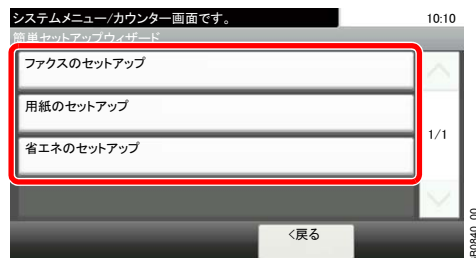 システムメニュー/カウンター画面です。
10:10
簡単セットアップウィザード
ファクスのセットアップ
用紙のセットアップ
1/1
省エネのセットアップ
<戻る
B0840_00